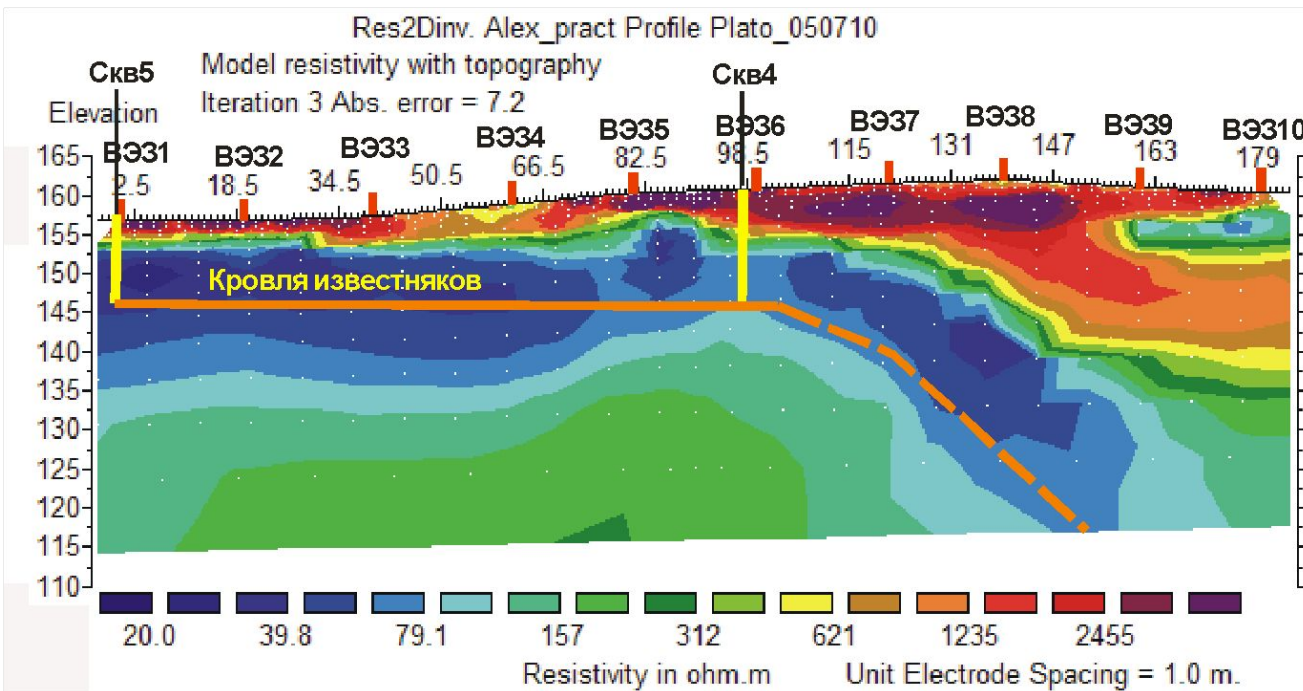 Res2Dinv. Alex_pract Profile Plato_050710
Model resistivity with topography
Скв5
Скв4
Iteration 3 Abs. error = 7.2
Elevation
ВЭЗ1 ВЭЗ2 ВЭЗ3 ВЭЗ4 ВЭЗ5 ВЭЗ6 ВЭЗ7 ВЭЗ8 ВЭЗ9 ВЭЗ10
2.5 18.5 34.5 50.5 66.5 82.5 98.5 115 131 147 163 179
165
160
155
150
Кровля известняков
145
140
135
130
125
120
115
110
20.0 39.8 79.1 157 312 621 1235 2455
Resistivity in ohm.m Unit Electrode Spacing = 1.0 m.